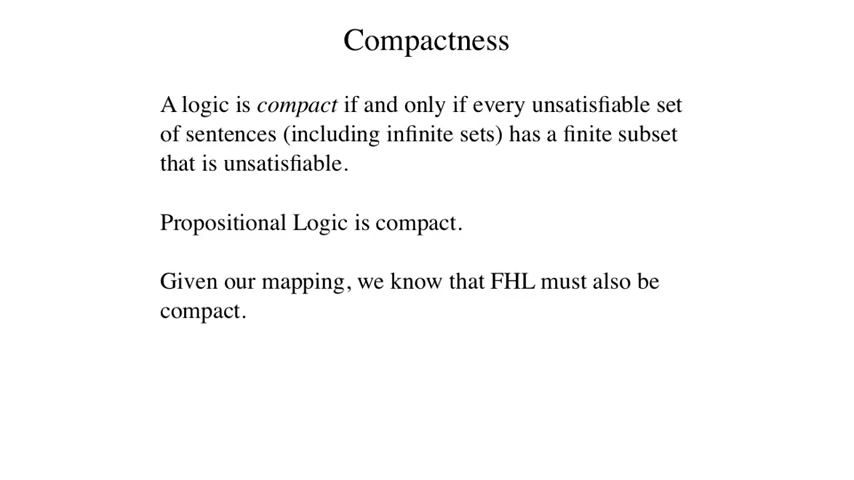 Compactness
A logic is compact if and only if every unsatisfiable set
of sentences (including infinite sets) has a finite subset
that is unsatisfiable.
Propositional Logic is compact.
Given our mapping, we know that FHL must also be
compact.